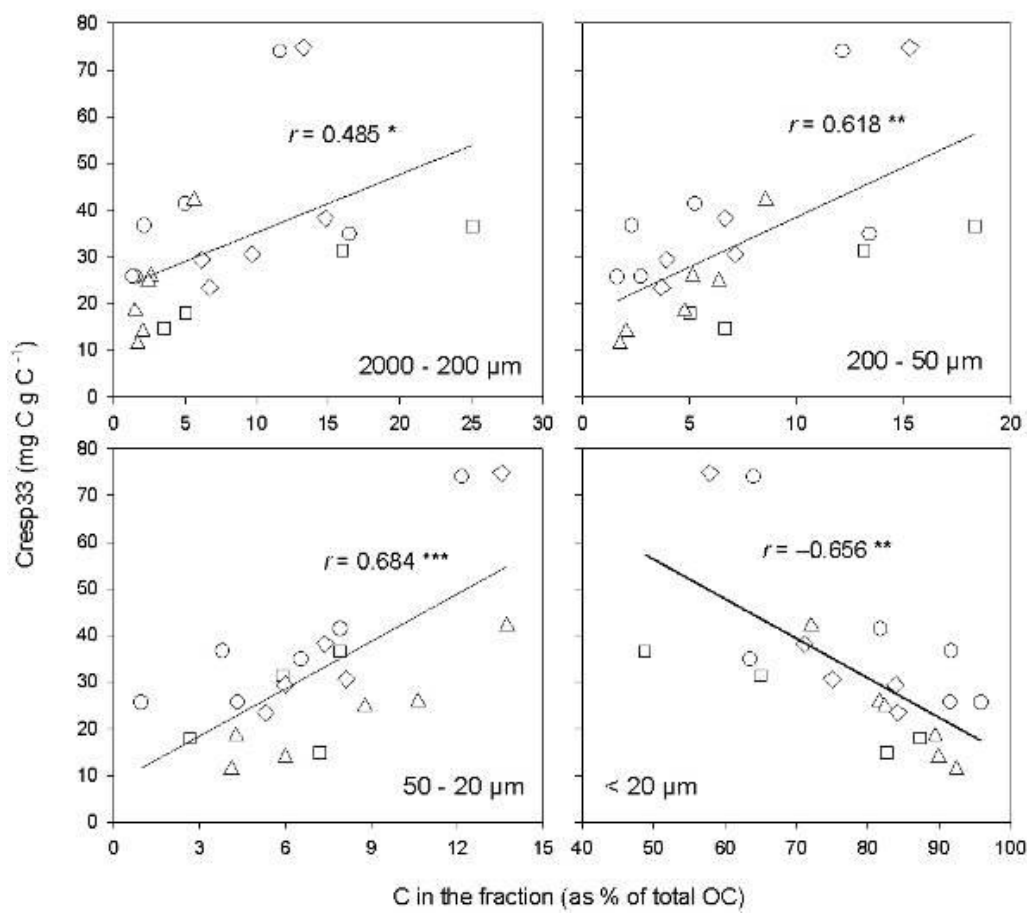 80
70
60
50
40
30
20
10
0
r = 0.485 *
2000 - 200 µm
0 5 10 15 20 25 30
r = 0.618 **
200 - 50 µm
0 5 10 15 20
Cresp33 (mg C g C⁻¹)
80
70
60
50
40
30
20
10
0
r = 0.684 ***
50 - 20 µm
0 3 6 9 12 15
r = –0.656 **
< 20 µm
40 50 60 70 80 90 100
C in the fraction (as % of total OC)